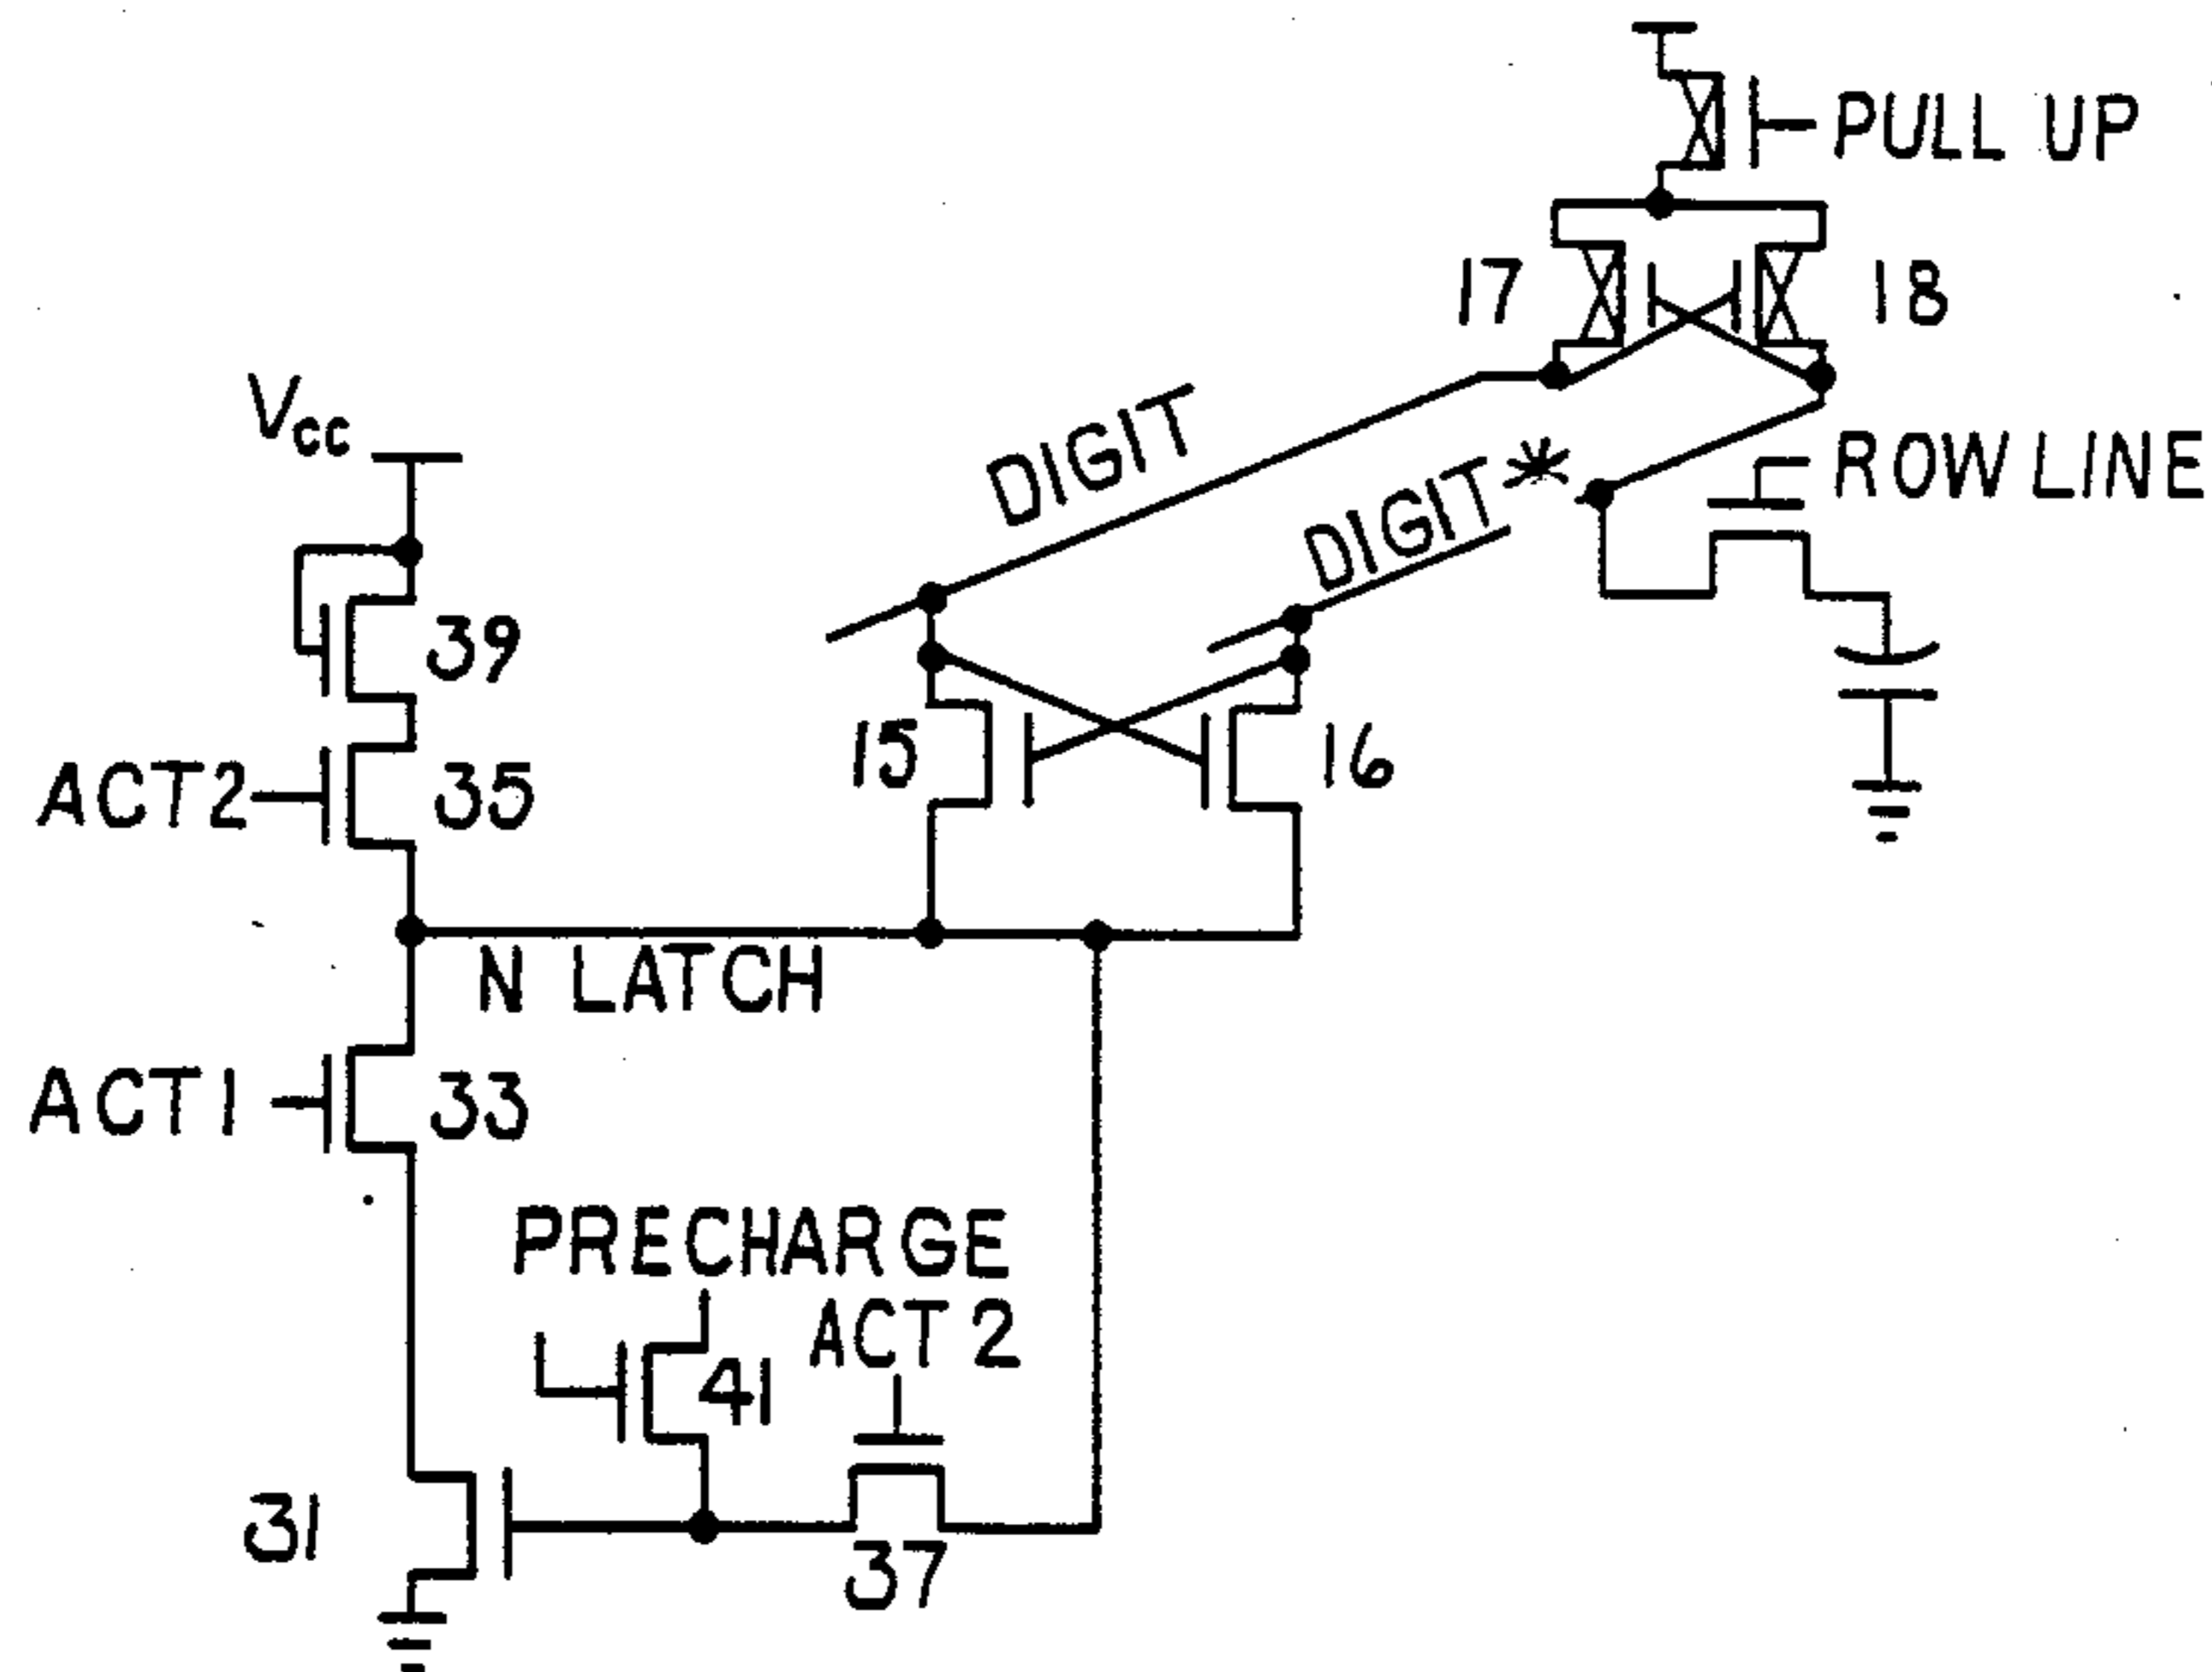 PULL UP
17
18
DIGIT
Vcc
ROW LINE
DIGIT*
39
15
16
ACT2
35
N LATCH
ACT1
33
PRECHARGE
ACT 2
41
31
37